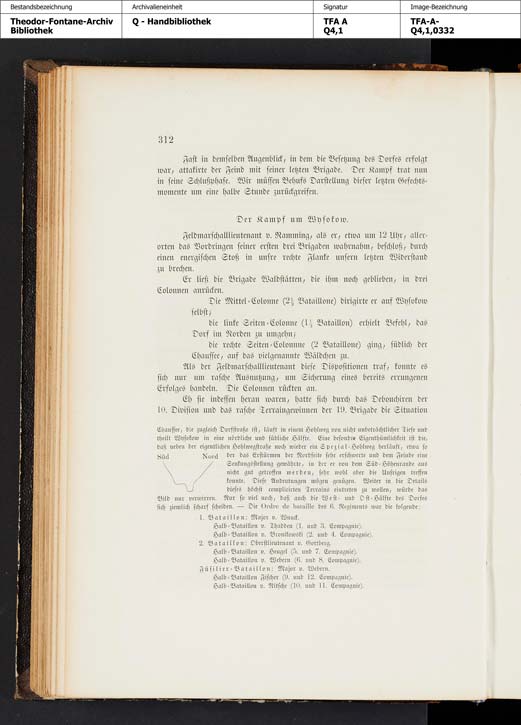 Bestandsbezeichnung Archivalieneinheit Signatur Image-Bezeichnung
Theodor-Fontane-Archiv Q - Handbibliothek TFA A TFA-A-
Bibliothek Q4,1 Q4,1,0332
312
Fast in demselben Augenblick, in dem die Besetzung des Dorfes erfolgt
war, attakirte der Feind mit seiner letzten Brigade. Der Kampf trat nun
in seine Schlußphase. Wir müssen Behufs Darstellung dieser letzten Gefechts-
momente um eine halbe Stunde zurückgreifen.
Der Kampf um Wysokow.
Feldmarschalllieutenant v. Ramming, als er, etwa um 12 Uhr, aller-
orten das Vordringen seiner ersten drei Brigaden wahrnahm, beschloß, durch
einen energischen Stoß in unsre rechte Flanke unsern letzten Widerstand
zu brechen.
Er ließ die Brigade Waldstätten, die ihm noch geblieben, in drei
Colonnen anrücken.
Die Mittel-Colonne (2½ Bataillone) dirigirte er auf Wysokow
selbst;
die linke Seiten-Colonne (1½ Bataillon) erhielt Befehl, das
Dorf im Norden zu umgehn;
die rechte Seiten-Colonne (2 Bataillone) ging, südlich der
Chaussee, auf das vielgenannte Wäldchen zu.
Als der Feldmarschalllieutenant diese Dispositionen traf, konnte es
sich nur um rasche Ausnutzung, um Sicherung eines bereits errungenen
Erfolges handeln. Die Colonnen rückten an.
Eh sie indessen heran waren, hatte sich durch das Debouchiren der
10. Division und das rasche Terraingewinnen der 19. Brigade die Situation
Chaussee, die zugleich Dorfstraße ist, läuft in einem Hohlweg von nicht unbeträchtlicher Tiefe und
theilt Wysokow in eine nördliche und südliche Hälfte. Eine besondre Eigenthümlichkeit ist die,
daß neben der eigentlichen Hohlwegstraße noch wieder ein Spezial-Hohlweg herläuft, etwa so
Süd Nord der das Erstürmen der Nordseite sehr erschwerte und dem Feinde eine
Senkungsstellung gewährte, in der er von dem Süd-Höhenrande aus
nicht gut getroffen werden, sehr wohl aber die Unsrigen treffen
konnte. Diese Andeutungen mögen genügen. Weiter in die Details
dieses höchst complicirten Terrains eintreten zu wollen, würde das
Bild nur verwirren. Nur so viel noch, daß auch die West- und Ost-Hälfte des Dorfes
sich ziemlich scharf scheiden. — Die Ordre de bataille des 6. Regiments war die folgende:
1. Bataillon: Major v. Wnuck.
Halb-Bataillon v. Thadden (1. und 3. Compagnie).
Halb-Bataillon v. Bronikowski (2. und 4. Compagnie).
2. Bataillon: Oberstlieutenant v. Gottberg.
Halb-Bataillon v. Heugel (5. und 7. Compagnie).
Halb-Bataillon v. Webern (6. und 8. Compagnie).
Füsilier-Bataillon: Major v. Webern.
Halb-Bataillon Fischer (9. und 12. Compagnie).
Halb-Bataillon v. Nitsche (10. und 11. Compagnie).